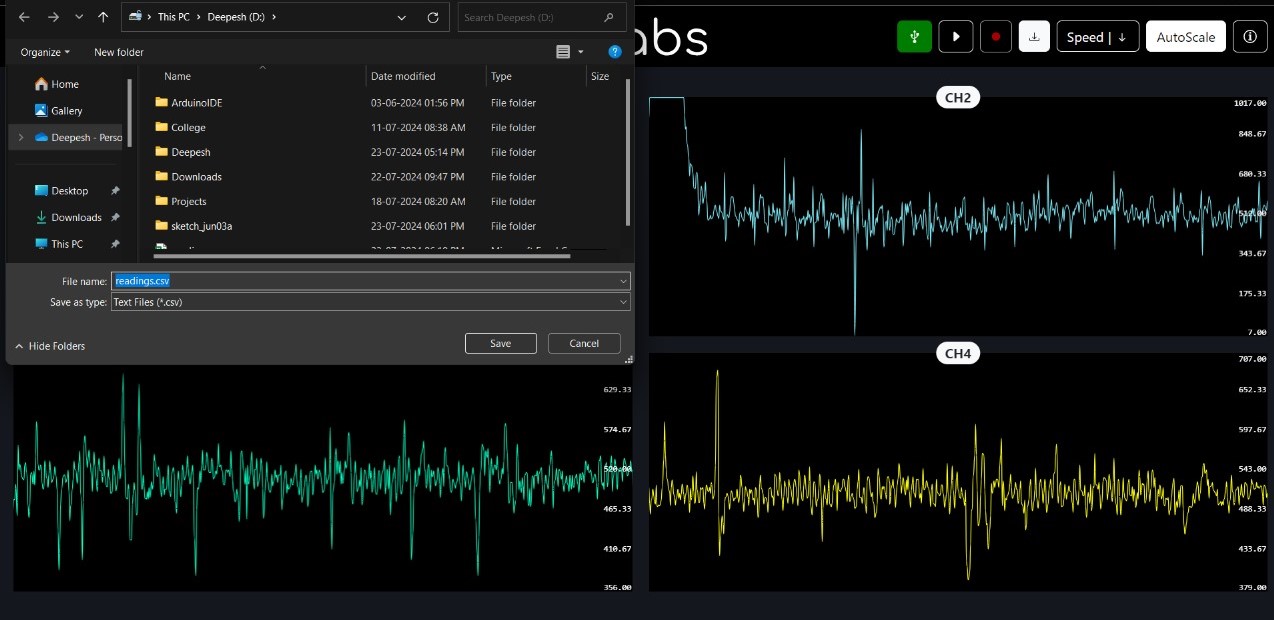 This PC > Deepesh (D:) >
Search Deepesh (D:)
abs
Speed | ↓
AutoScale
Organize
New folder
Name
Date modified
Type
Size
Home
Gallery
Deepesh - Perso
Desktop
Downloads
This PC
ArduinoIDE 03-06-2024 01:56 PM File folder
College 11-07-2024 08:38 AM File folder
Deepesh 23-07-2024 05:14 PM File folder
Downloads 22-07-2024 09:47 PM File folder
Projects 18-07-2024 08:20 AM File folder
sketch_jun03a 23-07-2024 06:01 PM File folder
File name: readings.csv
Save as type: Text Files (*.csv)
Hide Folders
Save
Cancel
CH2
1017.00
848.67
680.33
512.00
343.67
175.33
7.00
629.33
574.67
520.00
465.33
410.67
356.00
CH4
707.00
652.33
597.67
543.00
488.33
433.67
379.00